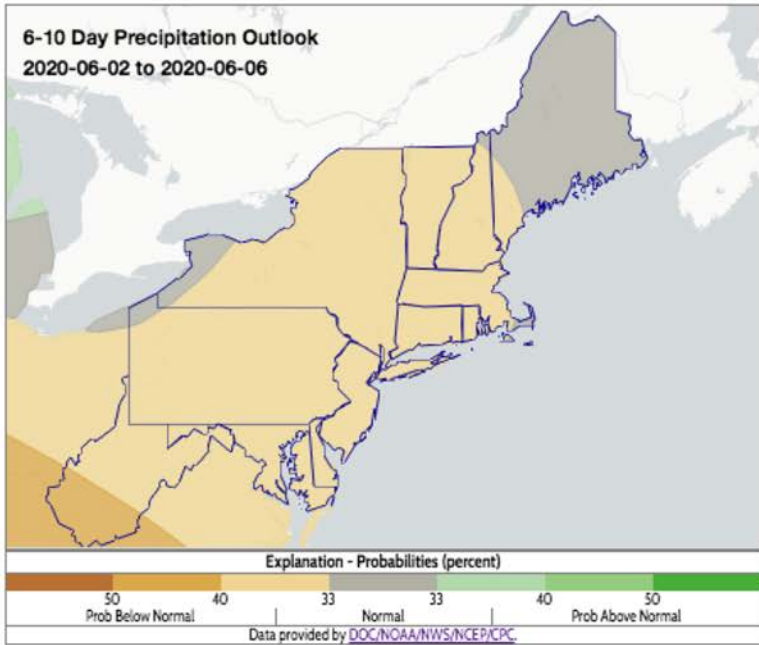 6-10 Day Precipitation Outlook
2020-06-02 to 2020-06-06
Explanation - Probabilities (percent)
50 40 33 33 40 50
Prob Below Normal | Normal | Prob Above Normal
Data provided by DOC/NOAA/NWS/NCEP/CPC.